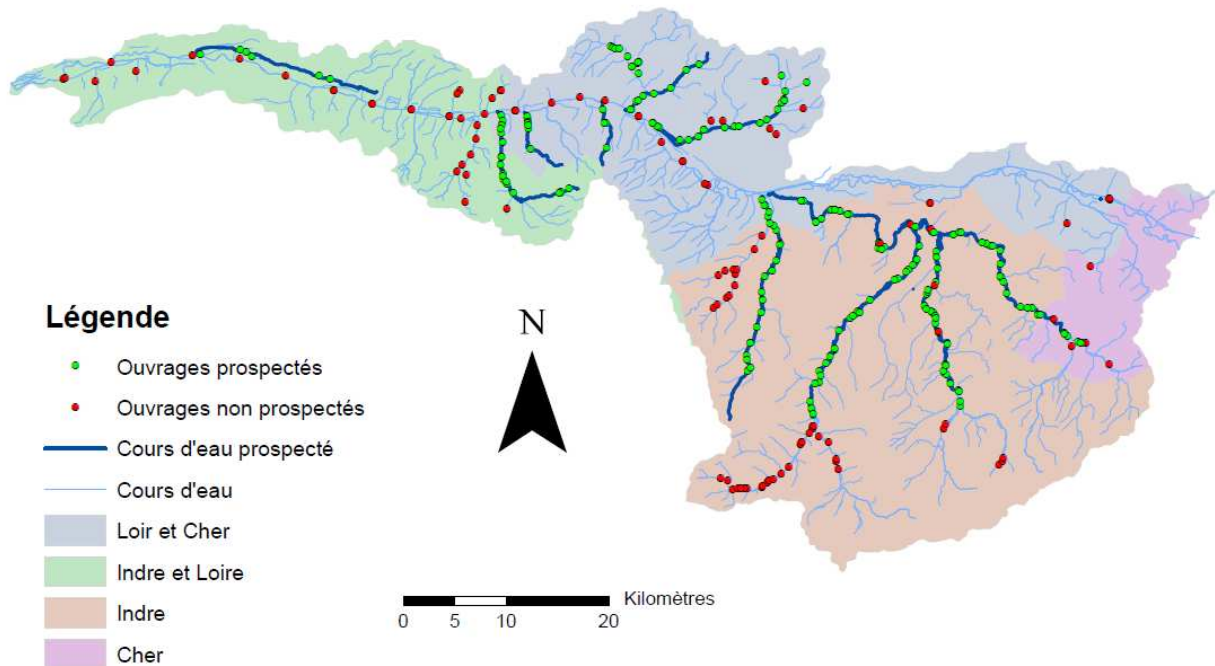 Légende
Ouvrages prospectés
Ouvrages non prospectés
Cours d'eau prospecté
Cours d'eau
Loir et Cher
Indre et Loire
Indre
Cher
N
Kilomètres
0 5 10 20